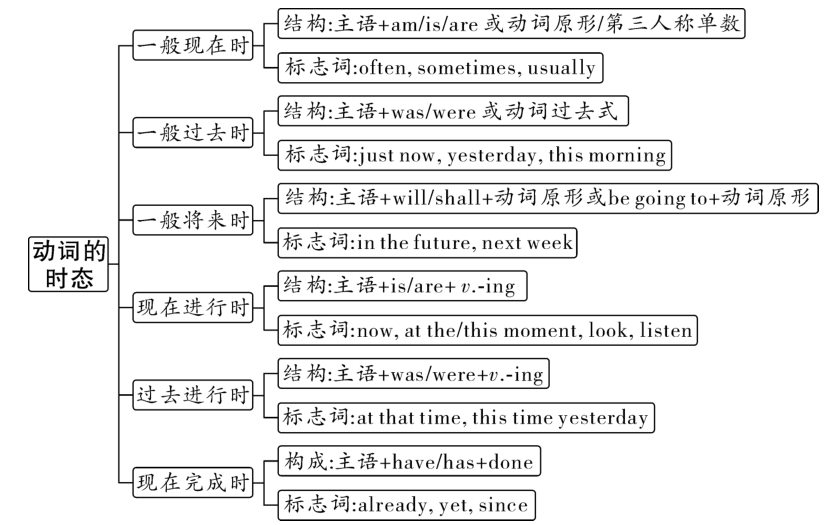 动词的
时态
一般现在时
结构:主语+am/is/are 或动词原形/第三人称单数
标志词:often, sometimes, usually
一般过去时
结构:主语+was/were 或动词过去式
标志词:just now, yesterday, this morning
一般将来时
结构:主语+will/shall+动词原形或be going to+动词原形
标志词:in the future, next week
现在进行时
结构:主语+is/are+ v.-ing
标志词:now, at the/this moment, look, listen
过去进行时
结构:主语+was/were+v.-ing
标志词:at that time, this time yesterday
现在完成时
构成:主语+have/has+done
标志词:already, yet, since